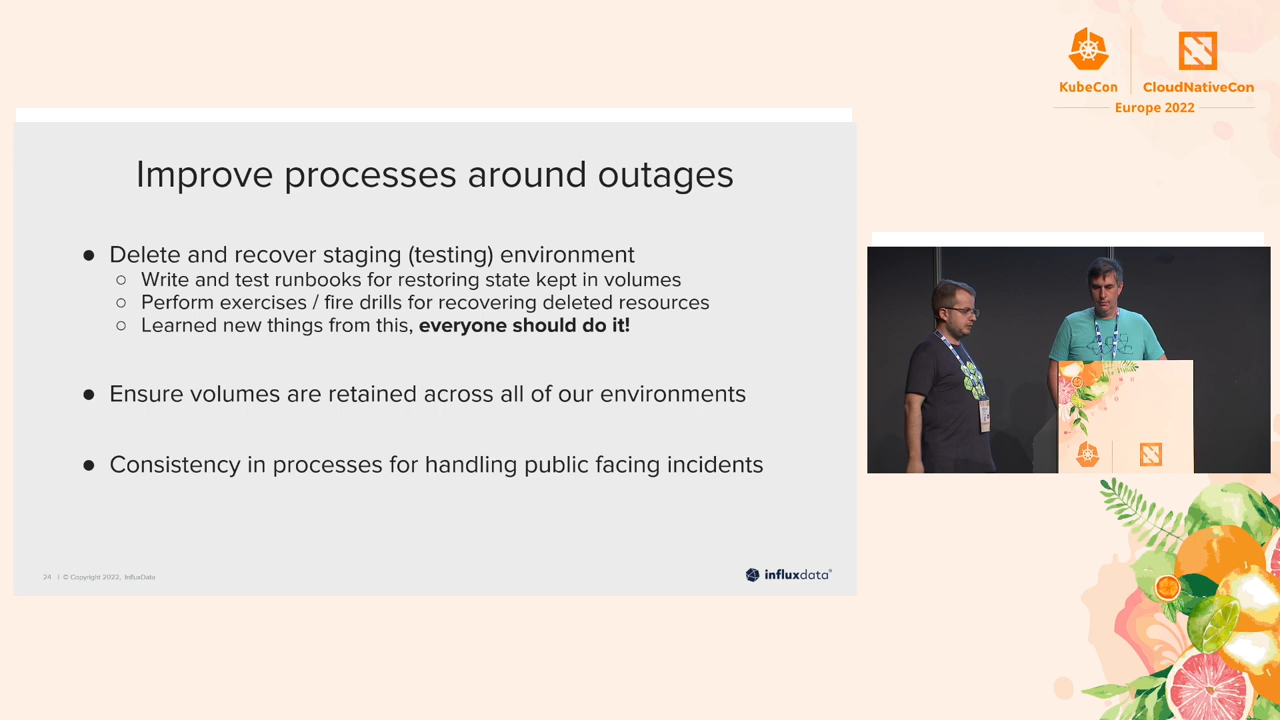 KubeCon
CloudNativeCon
Europe 2022
Improve processes around outages
● Delete and recover staging (testing) environment
○ Write and test runbooks for restoring state kept in volumes
○ Perform exercises / fire drills for recovering deleted resources
○ Learned new things from this, everyone should do it!
● Ensure volumes are retained across all of our environments
● Consistency in processes for handling public facing incidents
24 | © Copyright 2022, InfluxData
influxdata®